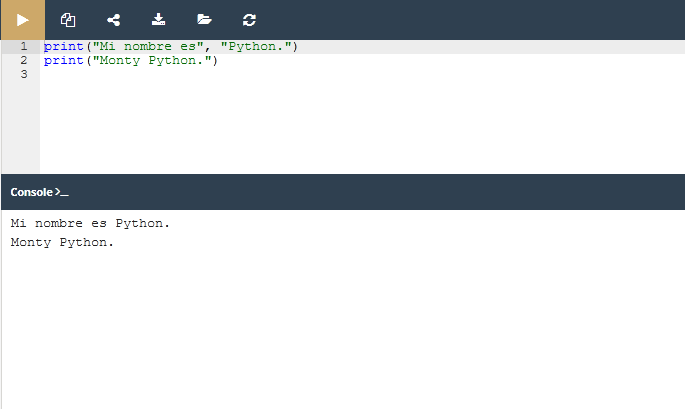 1 print("Mi nombre es", "Python.")
2 print("Monty Python.")
3
Console >_
Mi nombre es Python.
Monty Python.